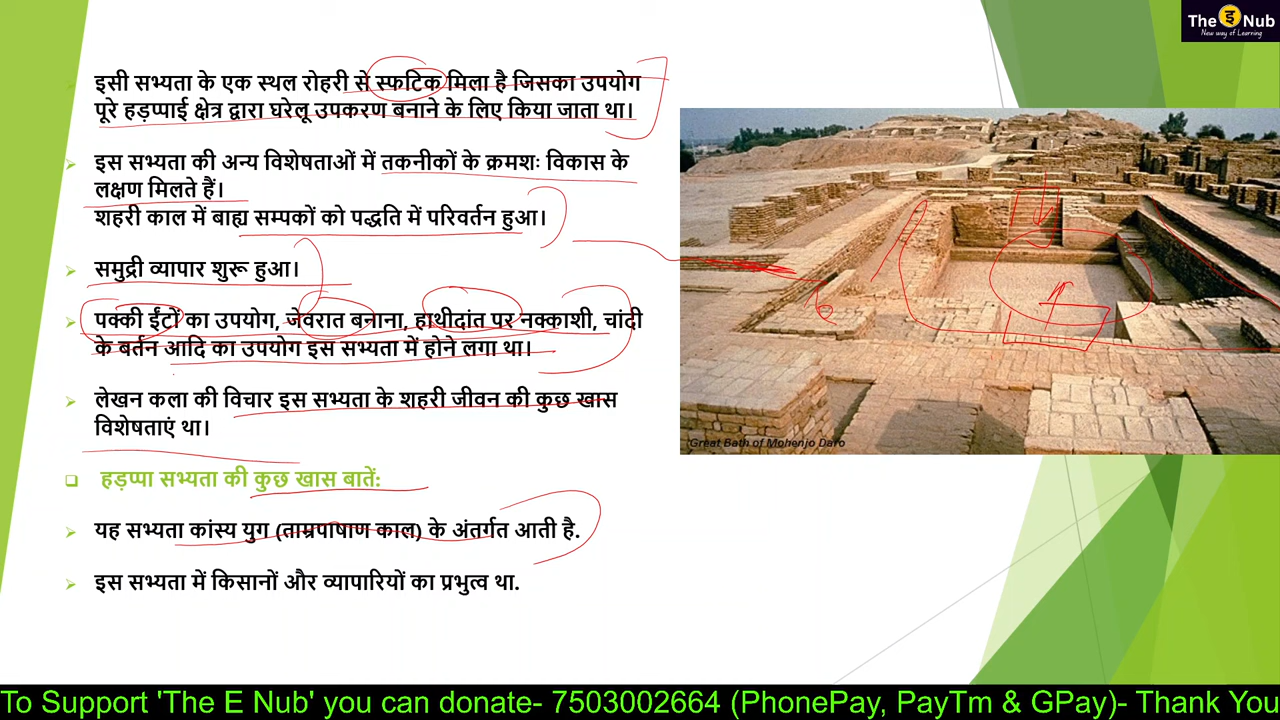 The इ Nub
New way of Learning
इसी सभ्यता के एक स्थल रोहरी से स्फटिक मिला है जिसका उपयोग
पूरे हड़प्पाई क्षेत्र द्वारा घरेलू उपकरण बनाने के लिए किया जाता था।
इस सभ्यता की अन्य विशेषताओं में तकनीकों के क्रमशः विकास के
लक्षण मिलते हैं।
शहरी काल में बाह्य सम्पकों को पद्धति में परिवर्तन हुआ।
समुद्री व्यापार शुरू हुआ।
पक्की ईंटों का उपयोग, जेवरात बनाना, हाथीदांत पर नक्काशी, चांदी
के बर्तन आदि का उपयोग इस सभ्यता में होने लगा था।
लेखन कला की विचार इस सभ्यता के शहरी जीवन की कुछ खास
विशेषताएं था।
हड़प्पा सभ्यता की कुछ खास बातें:
यह सभ्यता कांस्य युग (ताम्रपाषाण काल) के अंतर्गत आती है.
इस सभ्यता में किसानों और व्यापारियों का प्रभुत्व था.
Great Bath of Mohenjo Daro
To Support 'The E Nub' you can donate- 7503002664 (PhonePay, PayTm & GPay)- Thank You